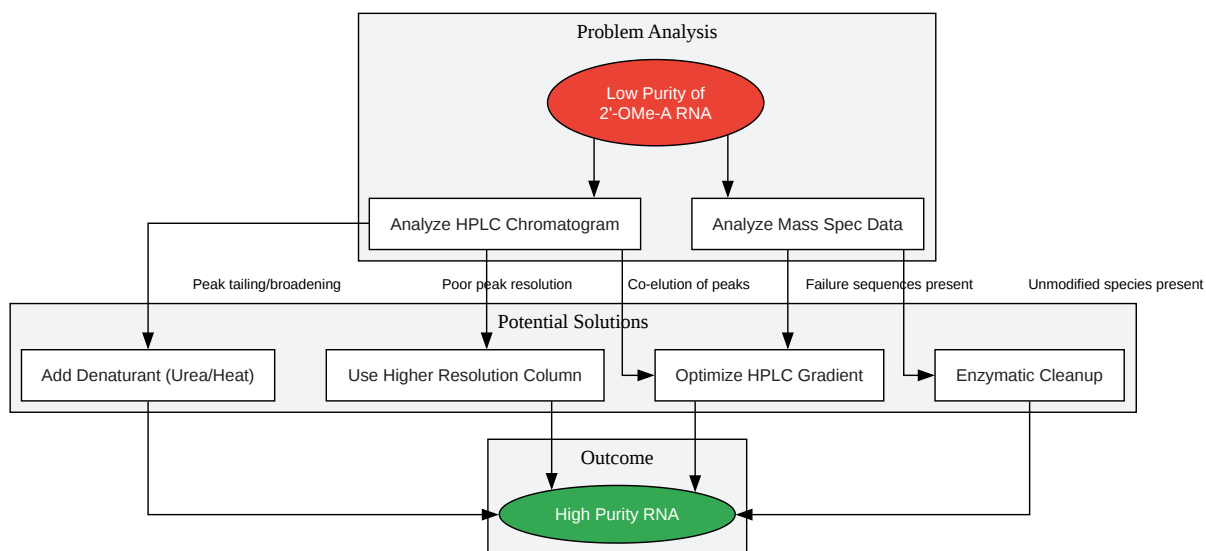 Problem Analysis
Low Purity of
2'-OMe-A RNA
Analyze HPLC Chromatogram
Analyze Mass Spec Data
Peak tailing/broadening
Poor peak resolution
Co-elution of peaks
Failure sequences present
Unmodified species present
Potential Solutions
Add Denaturant (Urea/Heat)
Use Higher Resolution Column
Optimize HPLC Gradient
Enzymatic Cleanup
Outcome
High Purity RNA